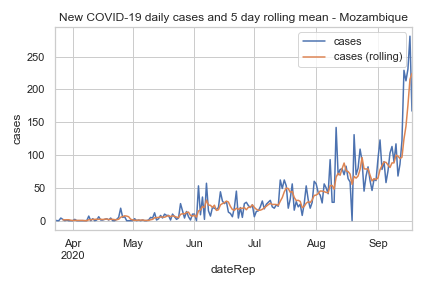 New COVID-19 daily cases and 5 day rolling mean - Mozambique
cases
cases (rolling)
250
200
150
100
50
0
cases
Apr
2020
May
Jun
Jul
Aug
Sep
dateRep